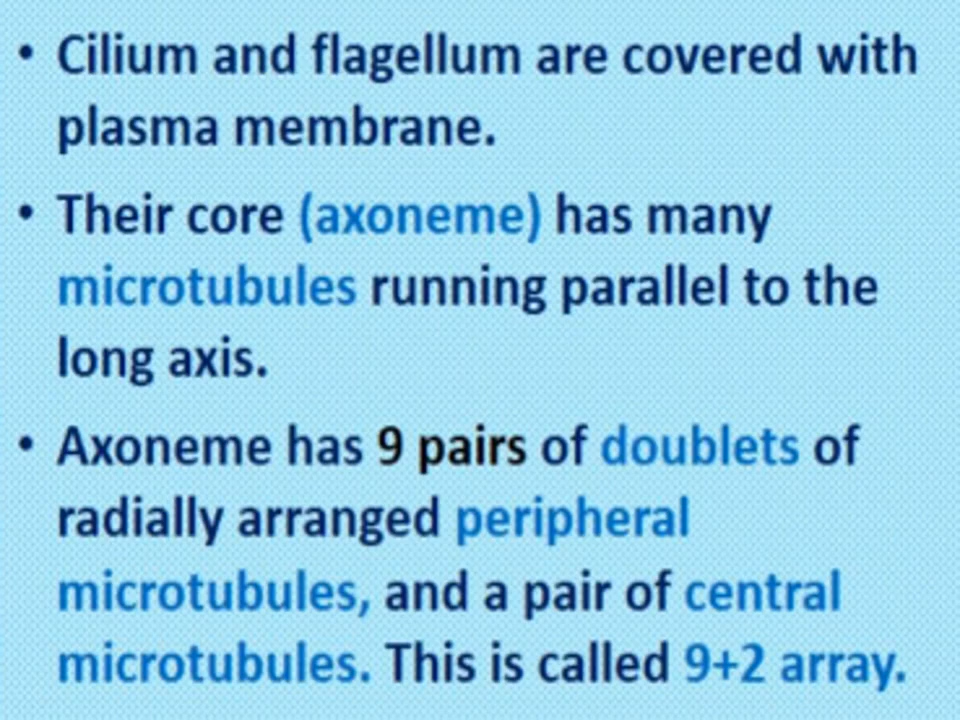 • Cilium and flagellum are covered with
plasma membrane.
• Their core (axoneme) has many
microtubules running parallel to the
long axis.
• Axoneme has 9 pairs of doublets of
radially arranged peripheral
microtubules, and a pair of central
microtubules. This is called 9+2 array.